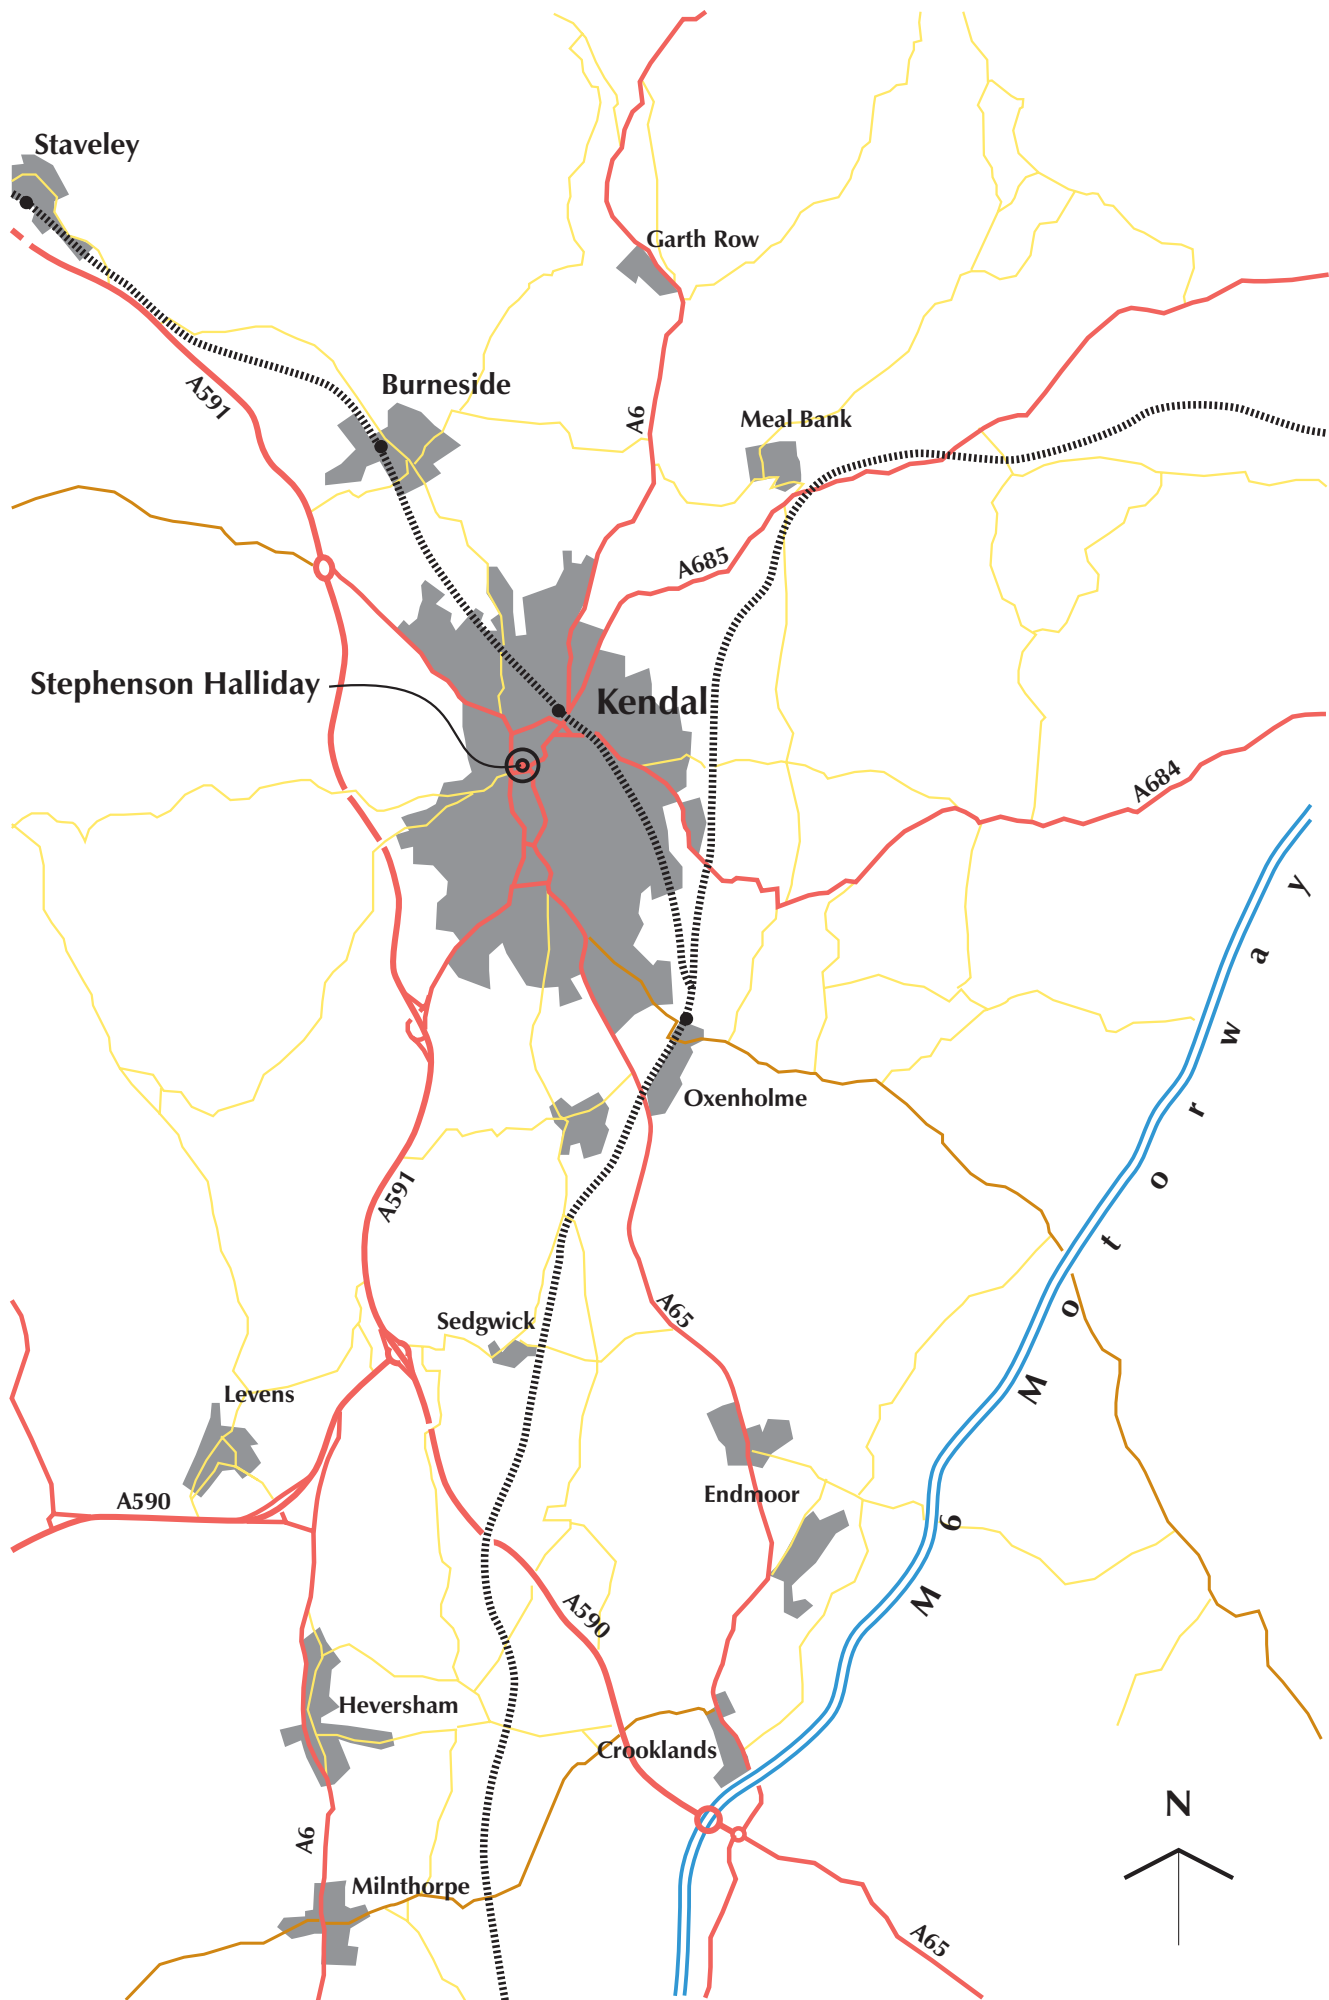 Staveley
Garth Row
A591
Burneside
A6
Meal Bank
A685
Stephenson Halliday
Kendal
A684
Oxenholme
A591
Sedgwick
A65
Levens
A590
Endmoor
M6 Motorway
A590
Heversham
Crooklands
N
A6
Milnthorpe
A65